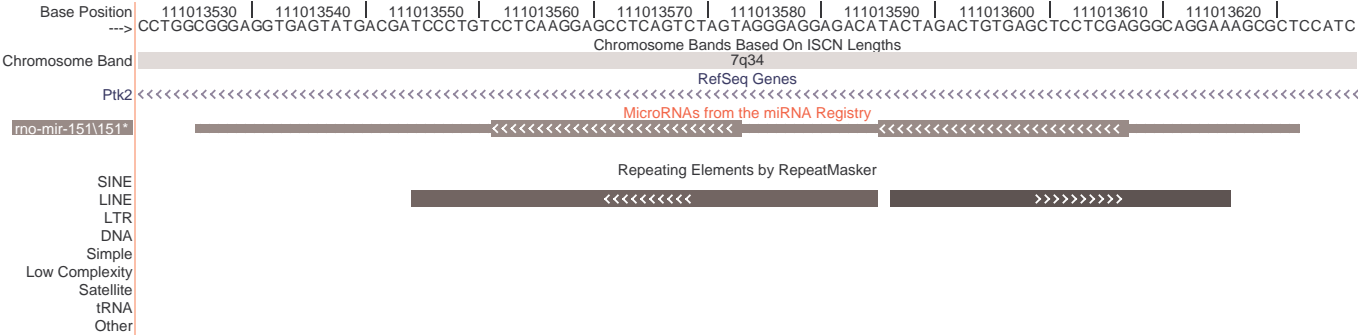 Base Position 111013530 111013540 111013550 111013560 111013570 111013580 111013590 111013600 111013610 111013620
---> CCTGGCGGGAGGTGAGTATGACGATCCCTGTCCTCAAGGAGCCTCAGTCTAGTAGGGAGGAGACATACTAGACTGTGAGCTCCTCGAGGGCAGGAAAGCGCTCCATC
Chromosome Bands Based On ISCN Lengths
Chromosome Band 7q34
RefSeq Genes
Ptk2
MicroRNAs from the miRNA Registry
rno-mir-151\151*
Repeating Elements by RepeatMasker
SINE
LINE
LTR
DNA
Simple
Low Complexity
Satellite
tRNA
Other